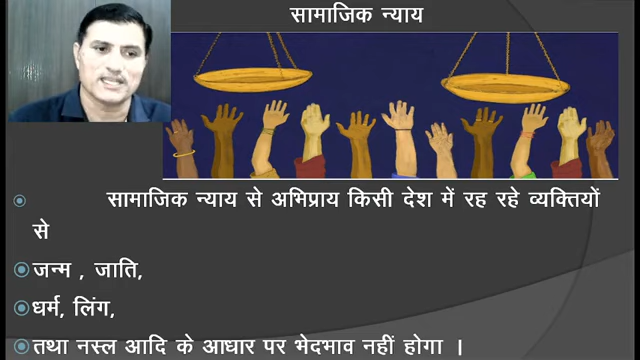 सामाजिक न्याय
सामाजिक न्याय से अभिप्राय किसी देश में रह रहे व्यक्तियों
से
जन्म , जाति,
धर्म, लिंग,
तथा नस्ल आदि के आधार पर भेदभाव नहीं होगा ।